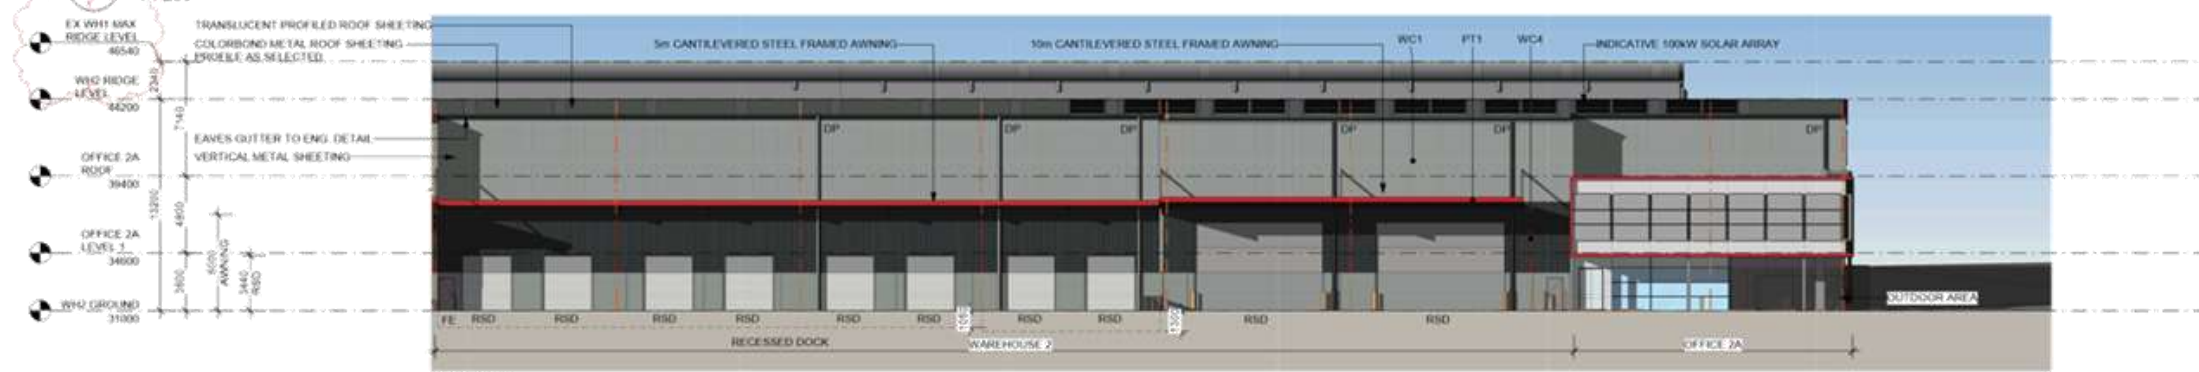 EX WH1 MAX
RIDGE LEVEL
46540
WH2 RIDGE
LEVEL
44200
OFFICE 2A
ROOF
39400
OFFICE 2A
LEVEL 1
34600
WH2 GROUND
31000
2340
7140
13200
4800
3600
AWNING
RSD
TRANSLUCENT PROFILED ROOF SHEETING
COLORBOND METAL ROOF SHEETING
PROFILE AS SELECTED
EAVES GUTTER TO ENG. DETAIL
VERTICAL METAL SHEETING
5m CANTILEVERED STEEL FRAMED AWNING
10m CANTILEVERED STEEL FRAMED AWNING
WC1
PT1
WC4
INDICATIVE 100kW SOLAR ARRAY
DP
DP
DP
DP
DP
DP
OUTDOOR AREA
FE
RSD
RSD
RSD
RSD
RSD
RSD
RSD
RSD
RSD
RSD
RECESSED DOCK
WAREHOUSE 2
OFFICE 2A